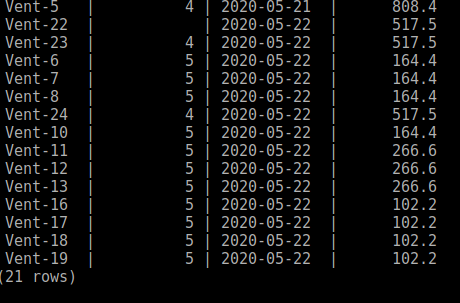 Vent-5 | 4 | 2020-05-21 | 808.4
Vent-22 | | 2020-05-22 | 517.5
Vent-23 | 4 | 2020-05-22 | 517.5
Vent-6 | 5 | 2020-05-22 | 164.4
Vent-7 | 5 | 2020-05-22 | 164.4
Vent-8 | 5 | 2020-05-22 | 164.4
Vent-24 | 4 | 2020-05-22 | 517.5
Vent-10 | 5 | 2020-05-22 | 164.4
Vent-11 | 5 | 2020-05-22 | 266.6
Vent-12 | 5 | 2020-05-22 | 266.6
Vent-13 | 5 | 2020-05-22 | 266.6
Vent-16 | 5 | 2020-05-22 | 102.2
Vent-17 | 5 | 2020-05-22 | 102.2
Vent-18 | 5 | 2020-05-22 | 102.2
Vent-19 | 5 | 2020-05-22 | 102.2
(21 rows)